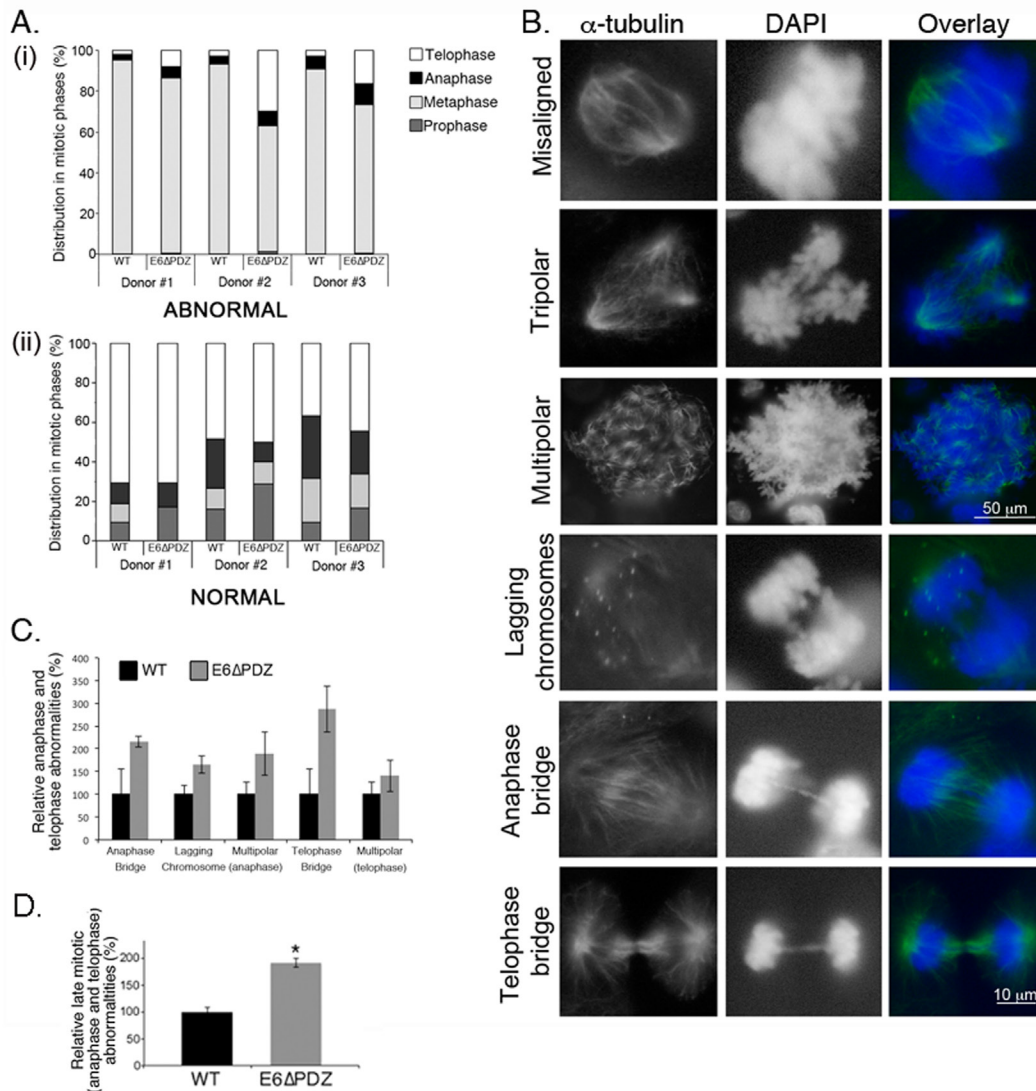 A.
(i)
Distribution in mitotic phases (%)
100
80
60
40
20
0
Telophase
Anaphase
Metaphase
Prophase
WT E6ΔPDZ WT E6ΔPDZ WT E6ΔPDZ
Donor #1 Donor #2 Donor #3
ABNORMAL
(ii)
Distribution in mitotic phases (%)
100
80
60
40
20
0
WT E6ΔPDZ WT E6ΔPDZ WT E6ΔPDZ
Donor #1 Donor #2 Donor #3
NORMAL
C.
Relative anaphase and
telophase abnormalities (%)
400
350
300
250
200
150
100
50
0
WT E6ΔPDZ
Anaphase Lagging Multipolar Telophase Multipolar
Bridge Chromosome (anaphase) Bridge (telophase)
D.
Relative late mitotic
(anaphase and telophase)
abnormaltities (%)
200
150
100
50
0
*
WT E6ΔPDZ
B.
α-tubulin DAPI Overlay
Misaligned
Tripolar
Multipolar
50 μm
Lagging
chromosomes
Anaphase
bridge
Telophase
bridge
10 μm